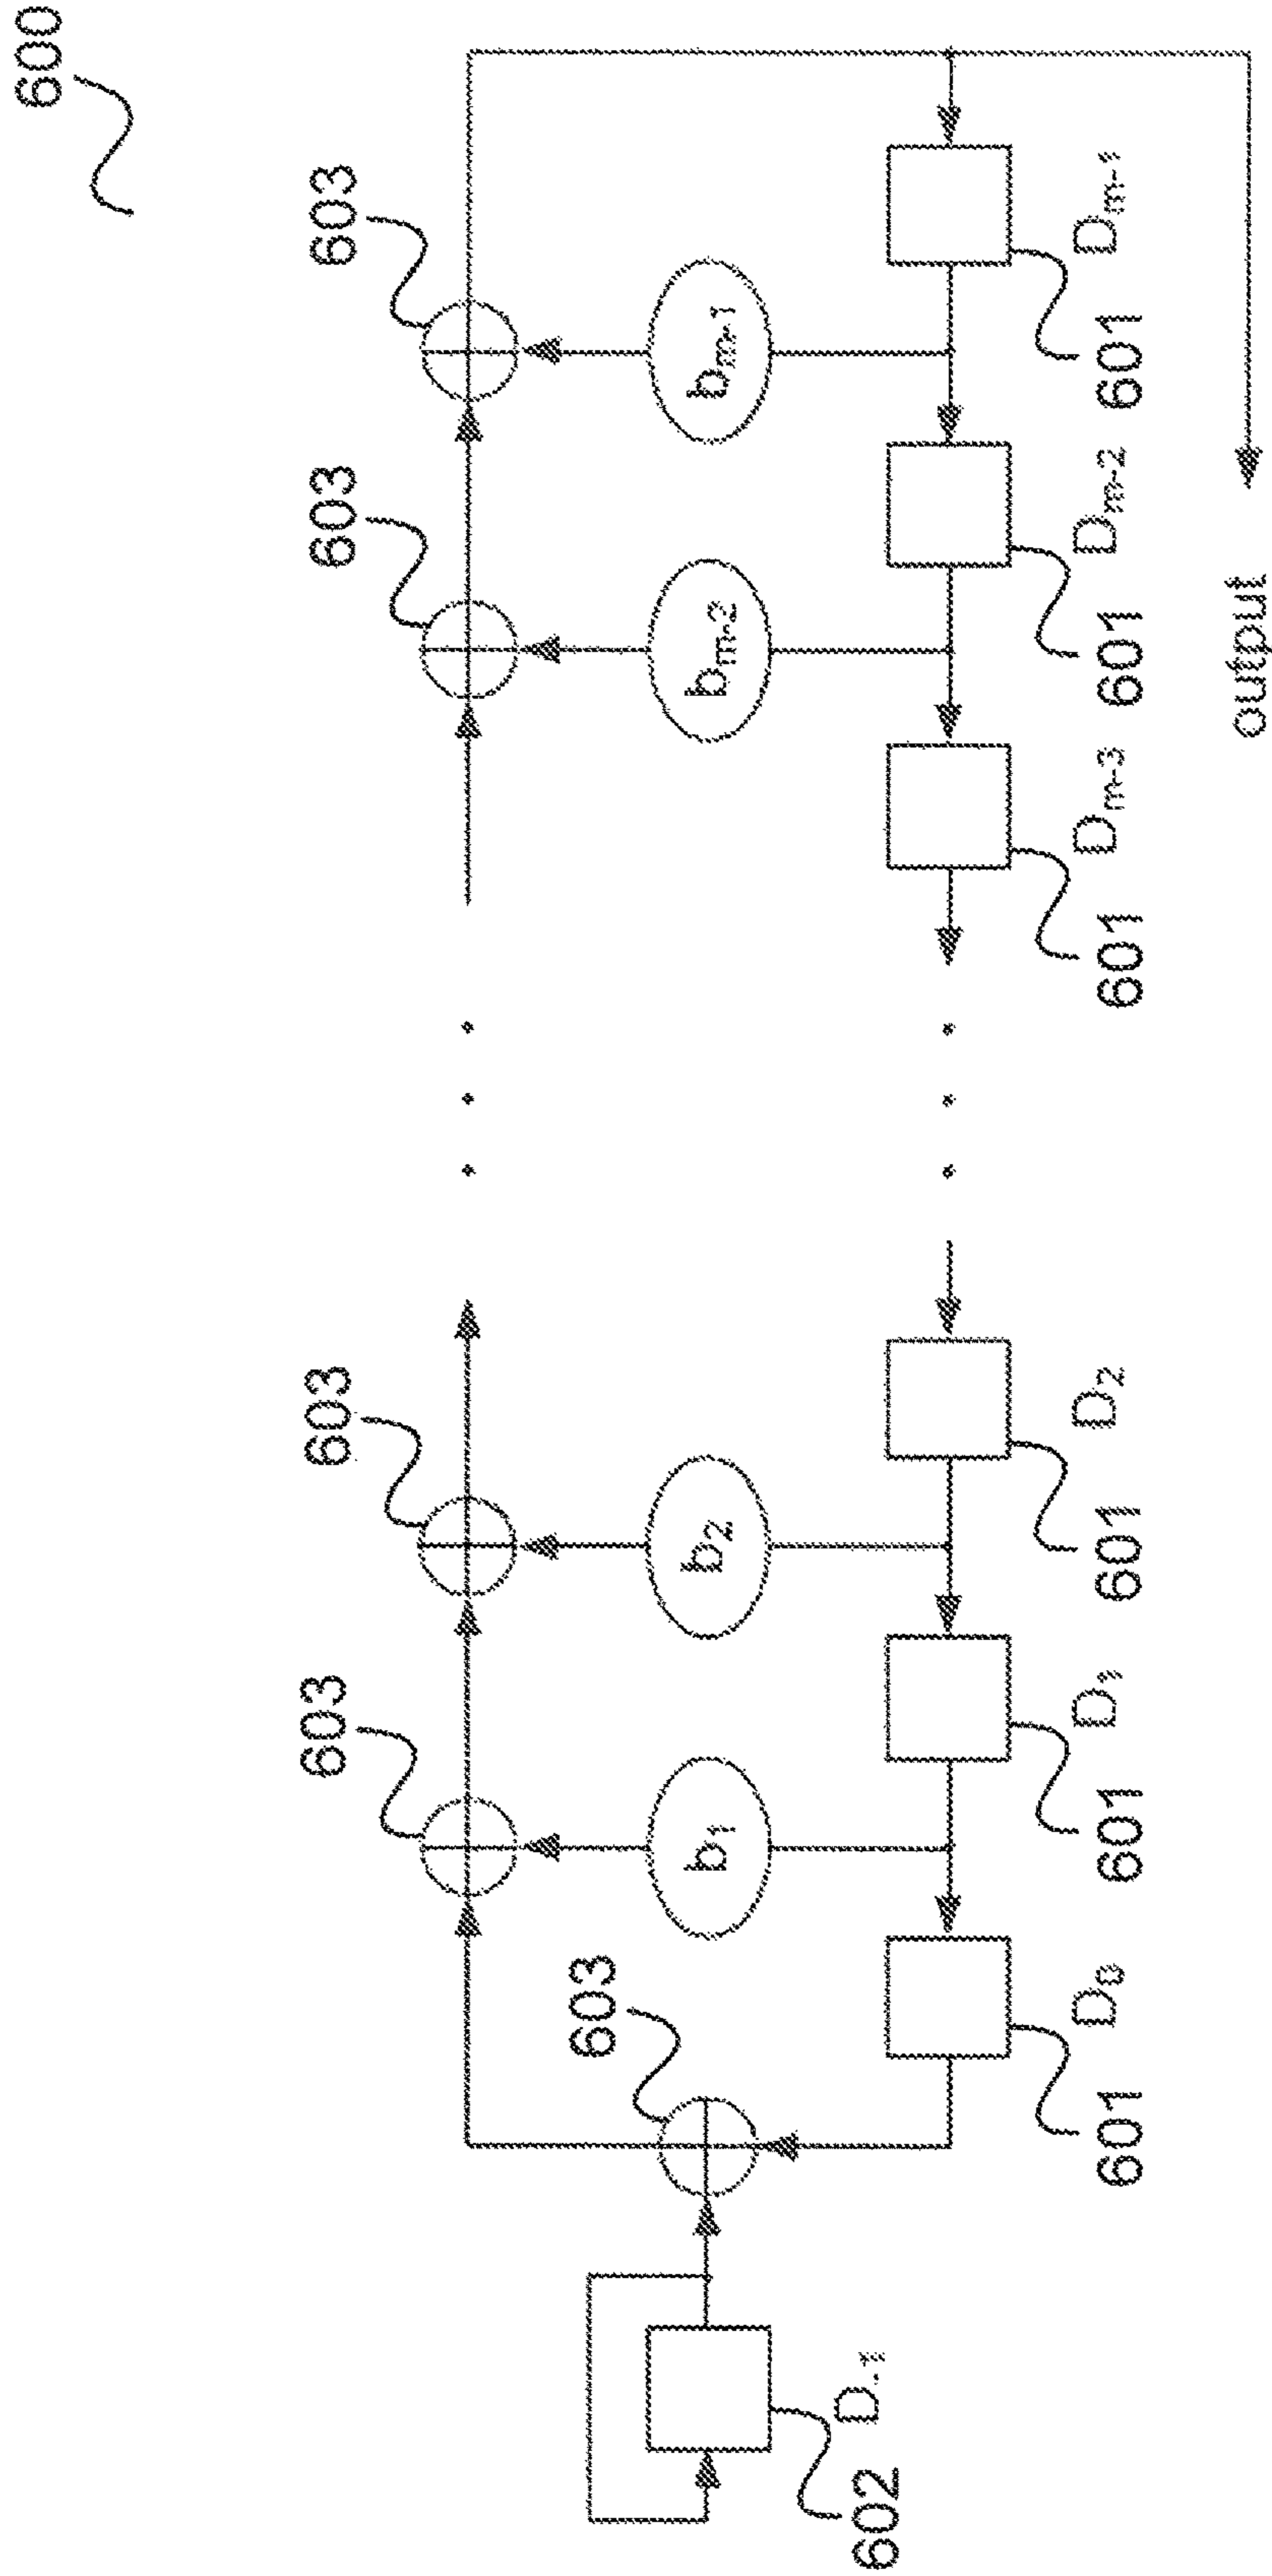 600
603 603 603 603
603
b₁ b₂ bₘ₋₂ bₘ₋₁
602 D₋₁
D₀ D₁ D₂ Dₘ₋₃ Dₘ₋₂ Dₘ₋₁
601 601 601 601 601 601
output